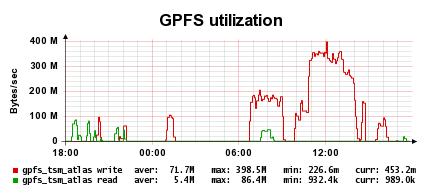 GPFS utilization
Bytes/sec
400 M
300 M
200 M
100 M
0
18:00 00:00 06:00 12:00
gpfs_tsm_atlas write aver: 71.7M max: 398.5M min: 226.6m curr: 453.2m
gpfs_tsm_atlas read aver: 5.4M max: 86.4M min: 932.4k curr: 989.0k